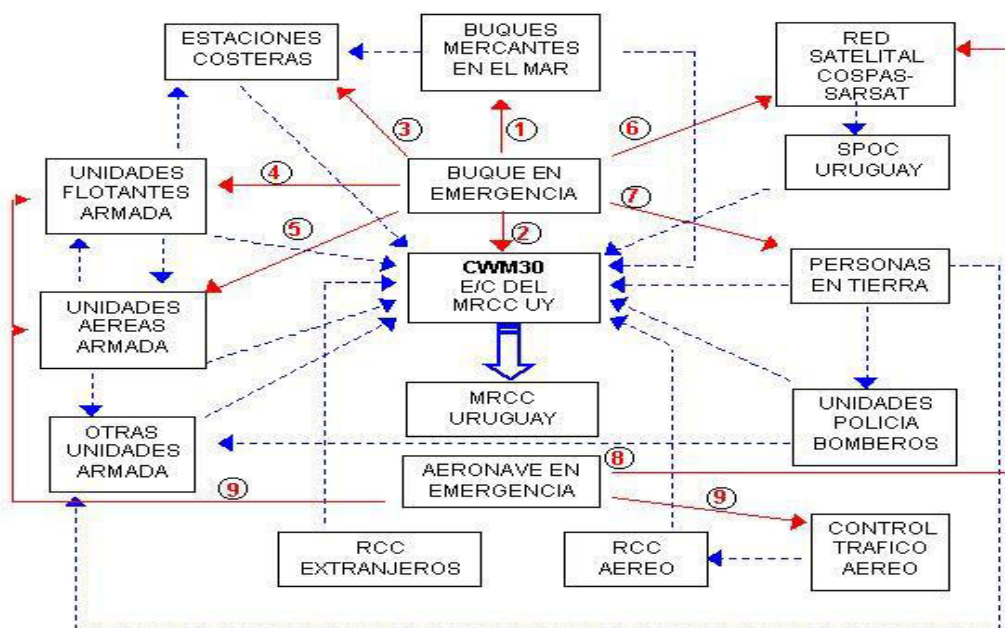 ESTACIONES
COSTERAS
BUQUES
MERCANTES
EN EL MAR
RED
SATELITAL
COSPAS-
SARSAT
3
1
6
UNIDADES
FLOTANTES
ARMADA
4
BUQUE EN
EMERGENCIA
SPOC
URUGUAY
7
5
2
CWM30
E/C DEL
MRCC UY
PERSONAS
EN TIERRA
UNIDADES
AEREAS
ARMADA
MRCC
URUGUAY
UNIDADES
POLICIA
BOMBEROS
OTRAS
UNIDADES
ARMADA
8
AERONAVE EN
EMERGENCIA
9
9
RCC
EXTRANJEROS
RCC
AEREO
CONTROL
TRAFICO
AEREO